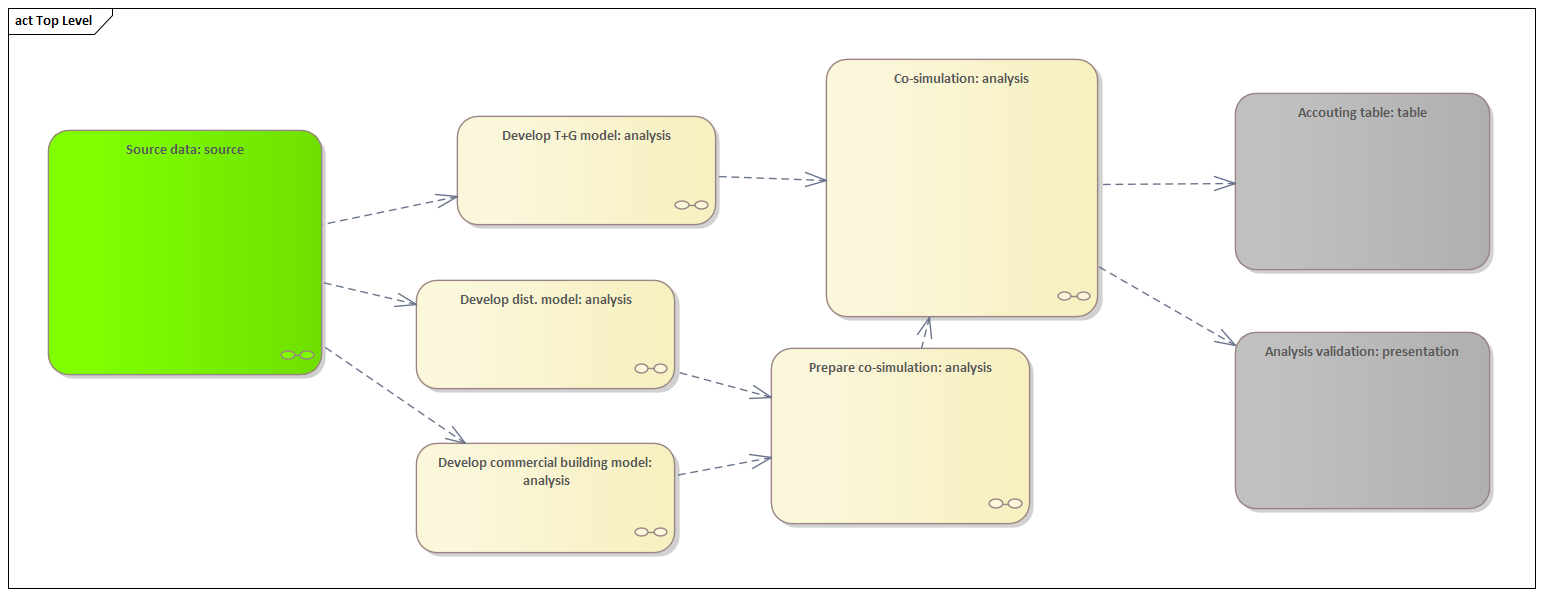 act Top Level
Source data: source
Develop T+G model: analysis
Develop dist. model: analysis
Develop commercial building model:
analysis
Co-simulation: analysis
Prepare co-simulation: analysis
Accouting table: table
Analysis validation: presentation